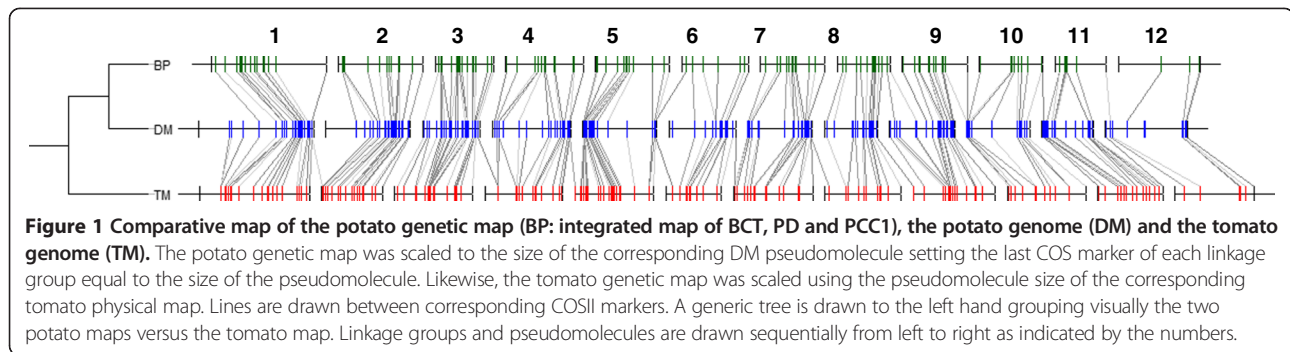 1 2 3 4 5 6 7 8 9 10 11 12
BP
DM
TM
Figure 1 Comparative map of the potato genetic map (BP: integrated map of BCT, PD and PCC1), the potato genome (DM) and the tomato
genome (TM). The potato genetic map was scaled to the size of the corresponding DM pseudomolecule setting the last COS marker of each linkage
group equal to the size of the pseudomolecule. Likewise, the tomato genetic map was scaled using the pseudomolecule size of the corresponding
tomato physical map. Lines are drawn between corresponding COSII markers. A generic tree is drawn to the left hand grouping visually the two
potato maps versus the tomato map. Linkage groups and pseudomolecules are drawn sequentially from left to right as indicated by the numbers.